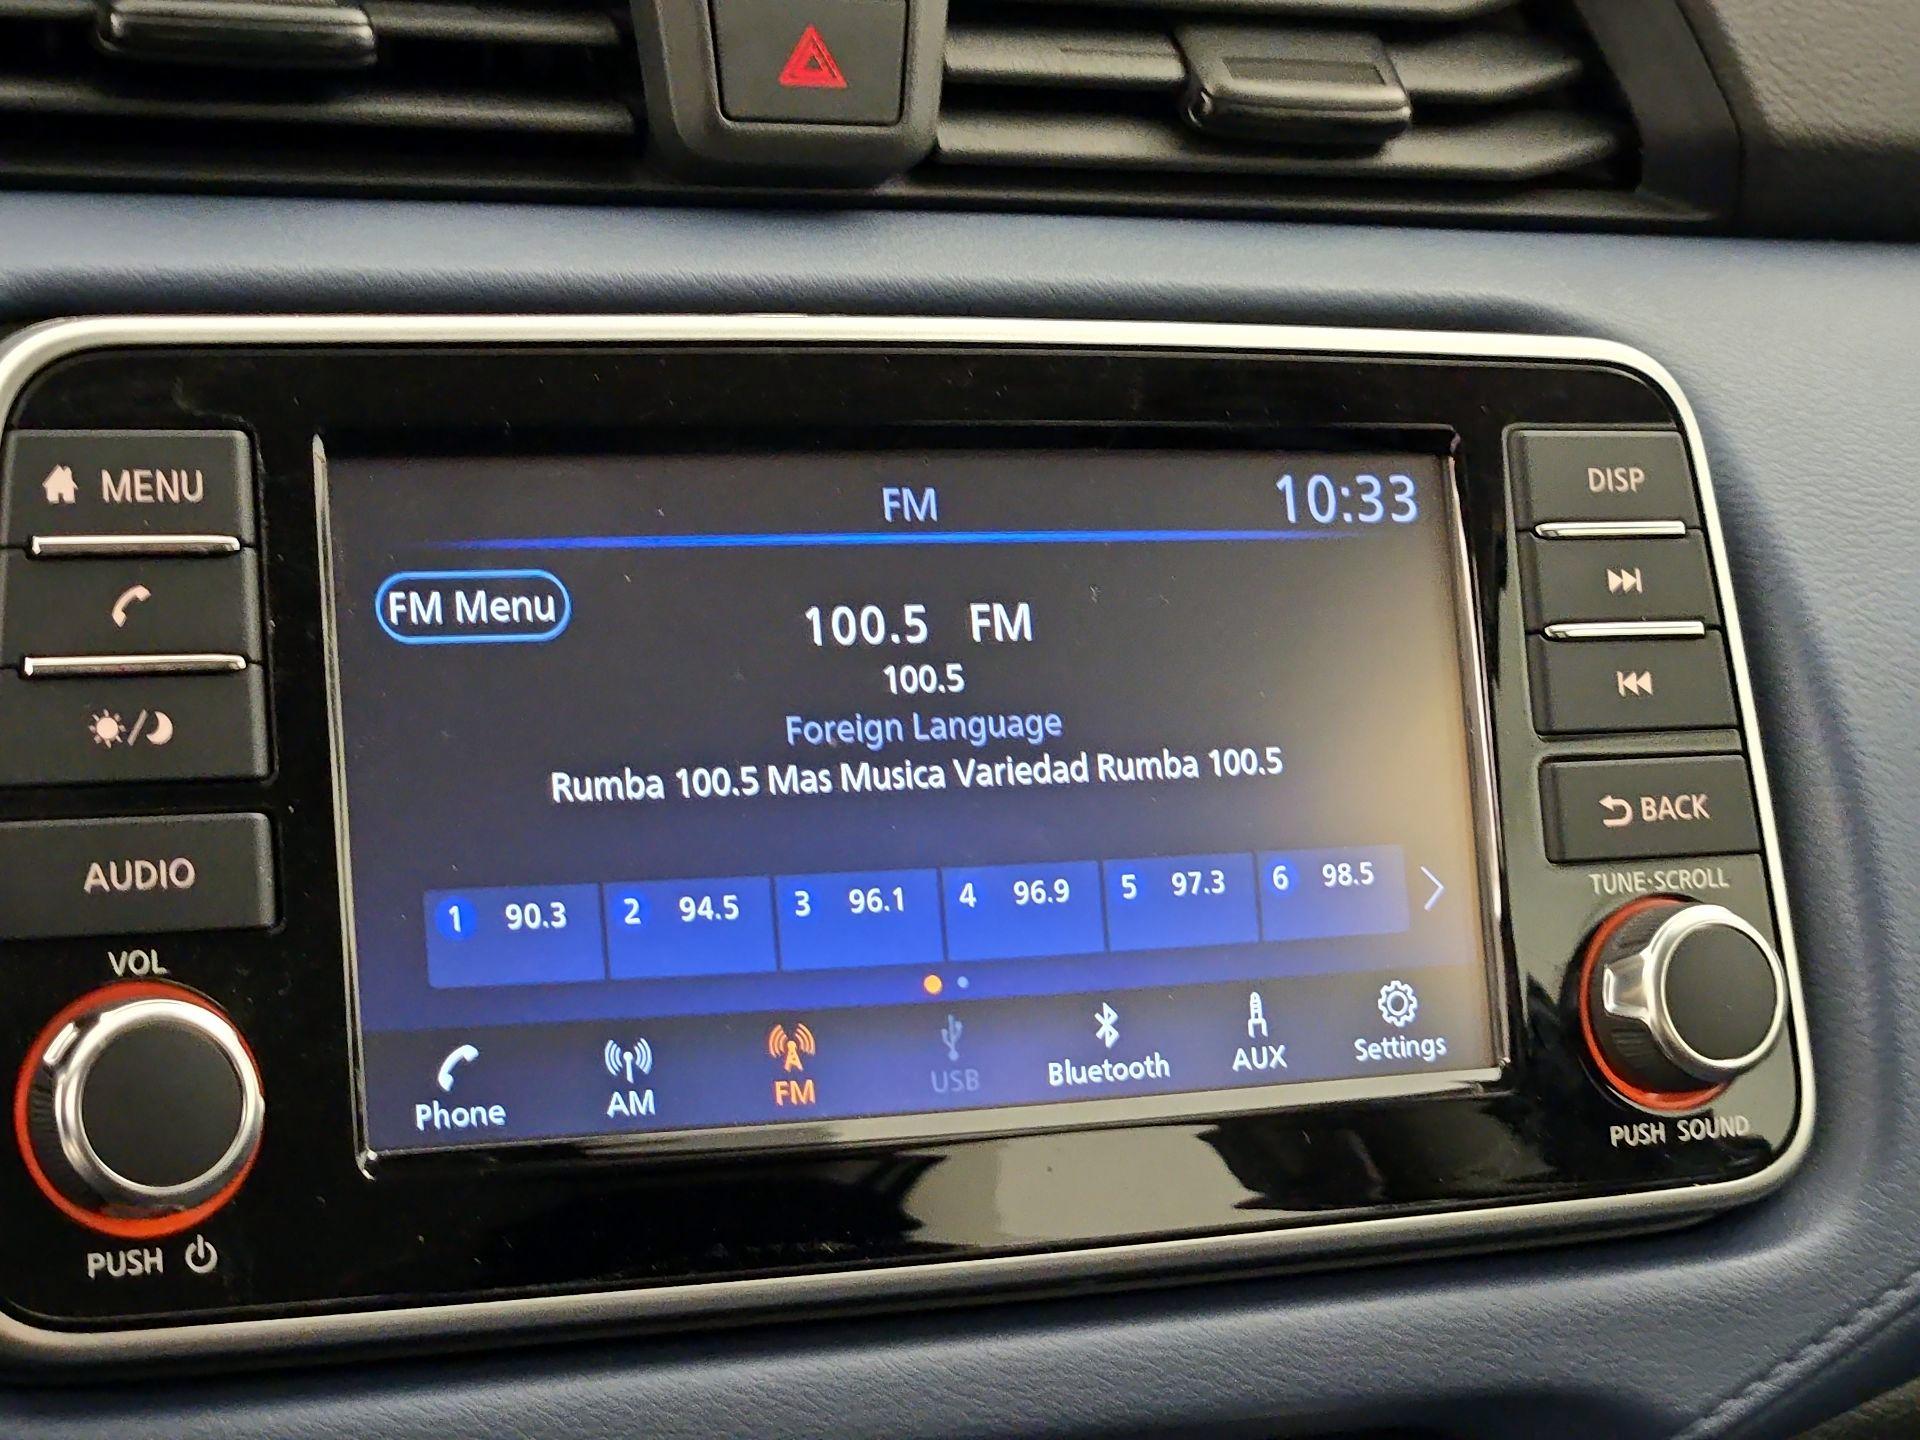 MENU
AUDIO
VOL
PUSH
FM
10:33
FM Menu
100.5 FM
100.5
Foreign Language
Rumba 100.5 Mas Musica Variedad Rumba 100.5
1 90.3
2 94.5
3 96.1
4 96.9
5 97.3
6 98.5
Phone
AM
FM
USB
Bluetooth
AUX
Settings
DISP
BACK
TUNE·SCROLL
PUSH SOUND